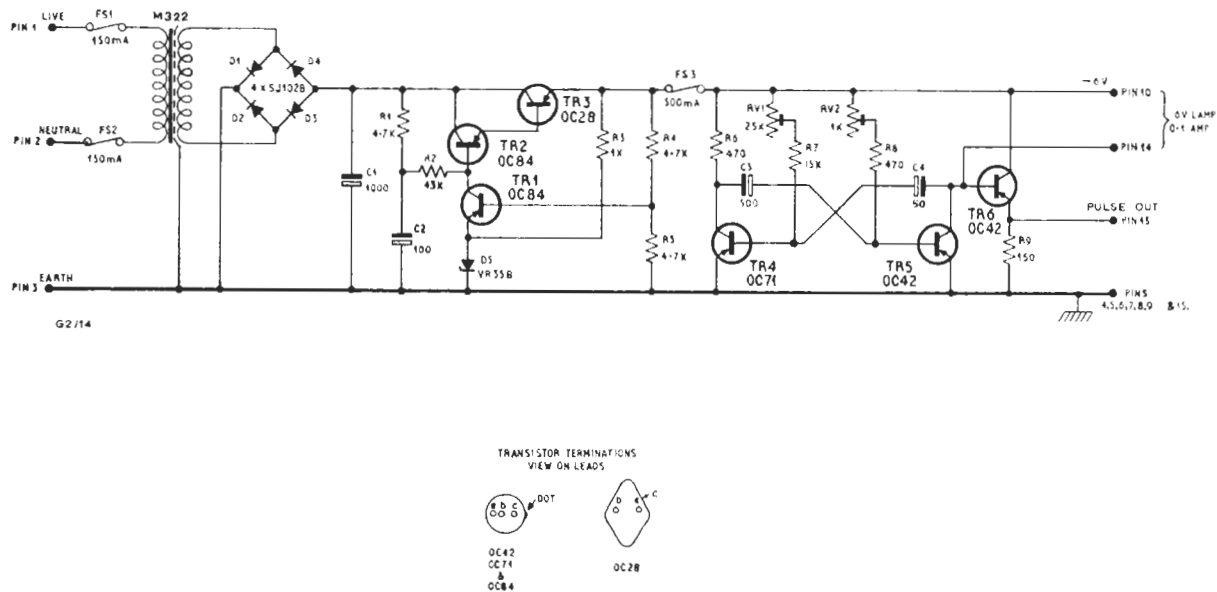 LIVE
PIN 1
FS1
150mA
M322
D1
D4
4 x SJ102B
D2
D3
NEUTRAL
PIN 2
FS2
150mA
EARTH
PIN 3
G2/14
R1
4·7K
R2
43K
C1
1000
C2
100
TR2
OC84
TR1
OC84
D5
VR35B
TR3
OC28
R3
1K
R4
4·7K
R5
4·7K
FS3
500mA
R6
470
RV1
25K
RV2
1K
R7
15K
R8
470
C3
500
C4
50
TR4
OC71
TR5
OC42
TR6
OC42
R9
150
−6V
PIN 10
6V LAMP
0·1 AMP
PIN 14
PULSE OUT
PIN 13
PINS
4,5,6,7,8,9 & 15.
TRANSISTOR TERMINATIONS
VIEW ON LEADS
e b c
DOT
OC42
OC71
&
OC84
b e
C
OC28